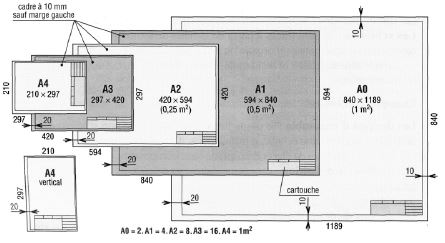 cadre à 10 mm
sauf marge gauche
A4
210 × 297
A3
297 × 420
A2
420 × 594
(0,25 m²)
A1
594 × 840
(0,5 m²)
A0
840 × 1189
(1 m²)
210
297
420
840
10
10
10
297
20
420
20
594
20
840
20
1189
cartouche
210
A4
vertical
297
20
A0 = 2. A1 = 4. A2 = 8. A3 = 16. A4 = 1m²